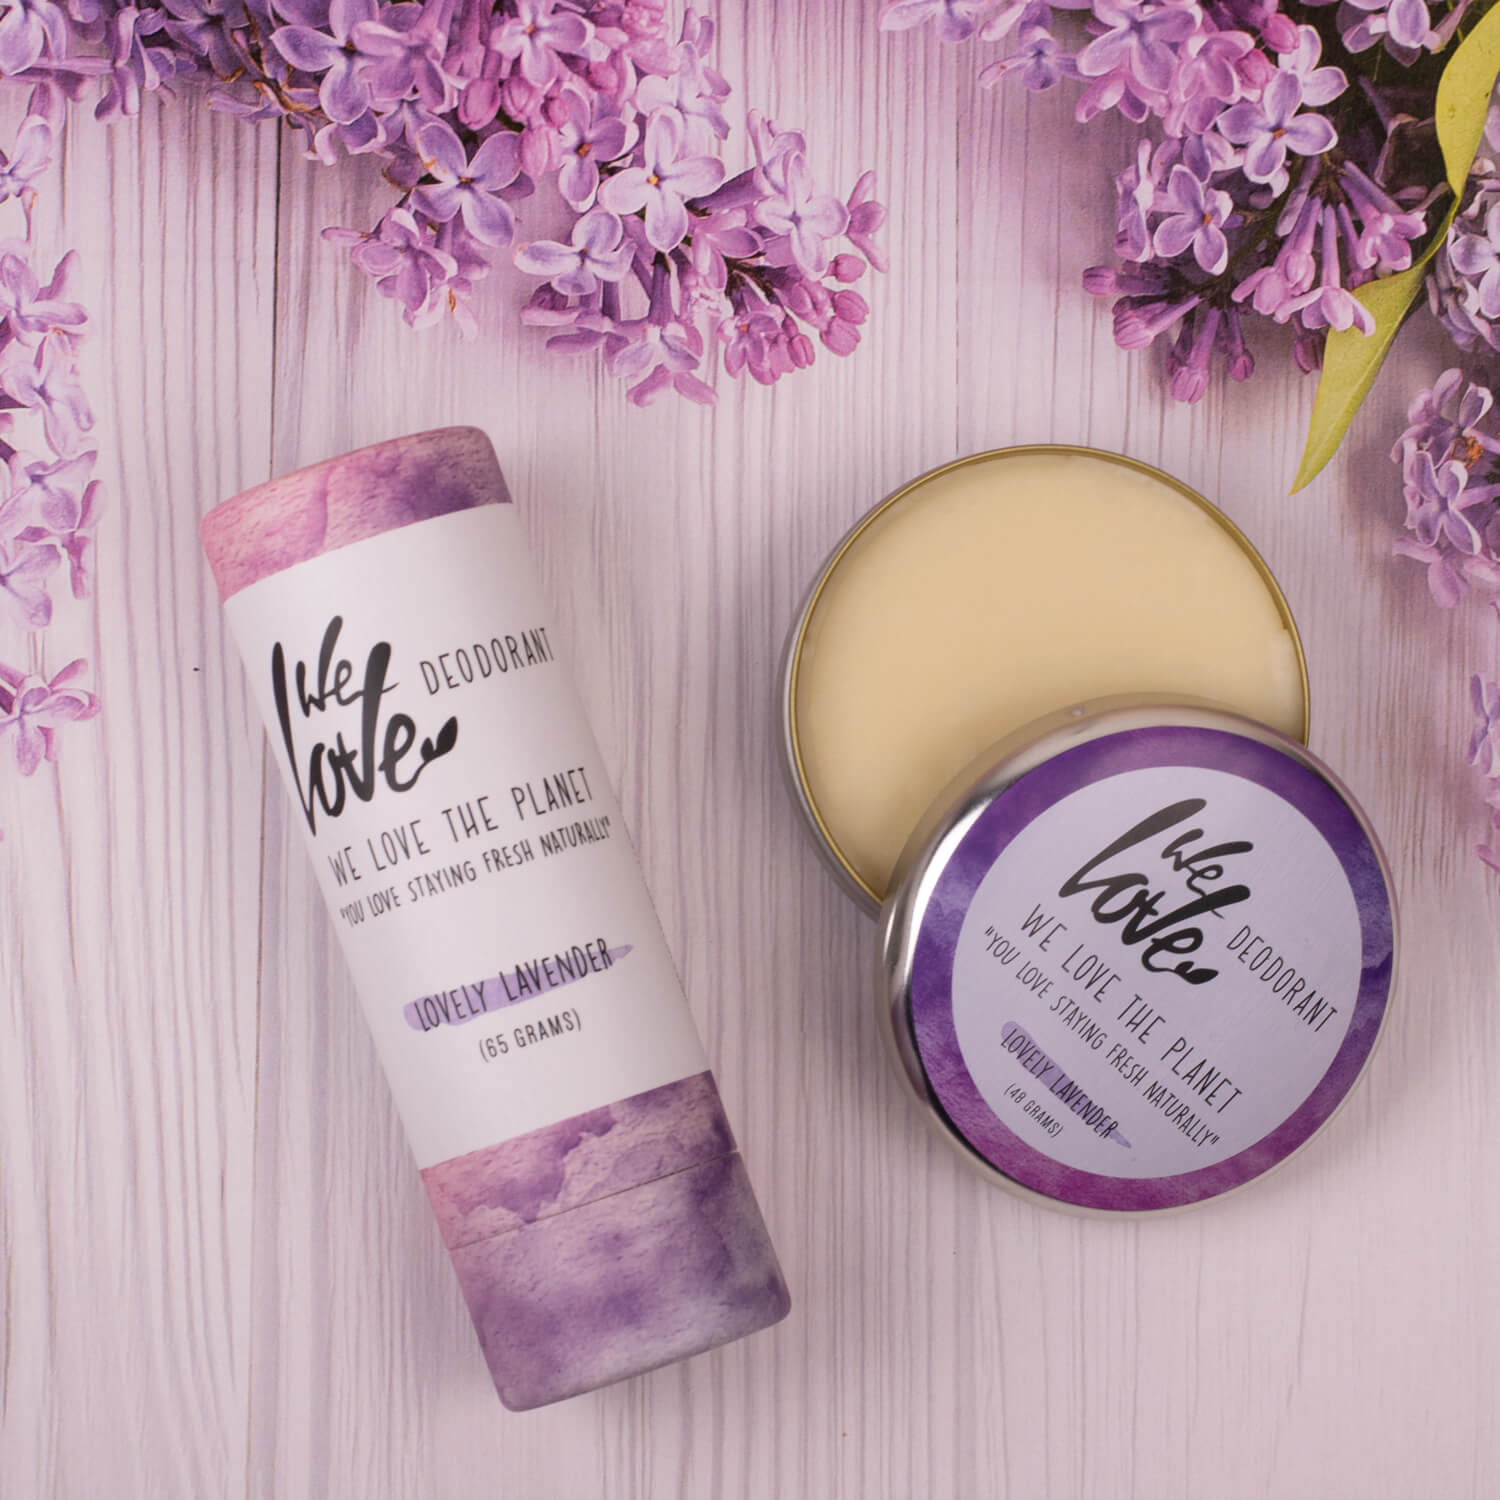 We
Love
DEODORANT
WE LOVE THE PLANET
"YOU LOVE STAYING FRESH NATURALLY"
LOVELY LAVENDER
(65 GRAMS)
We
Love
DEODORANT
WE LOVE THE PLANET
"YOU LOVE STAYING FRESH NATURALLY"
LOVELY LAVENDER
(48 GRAMS)